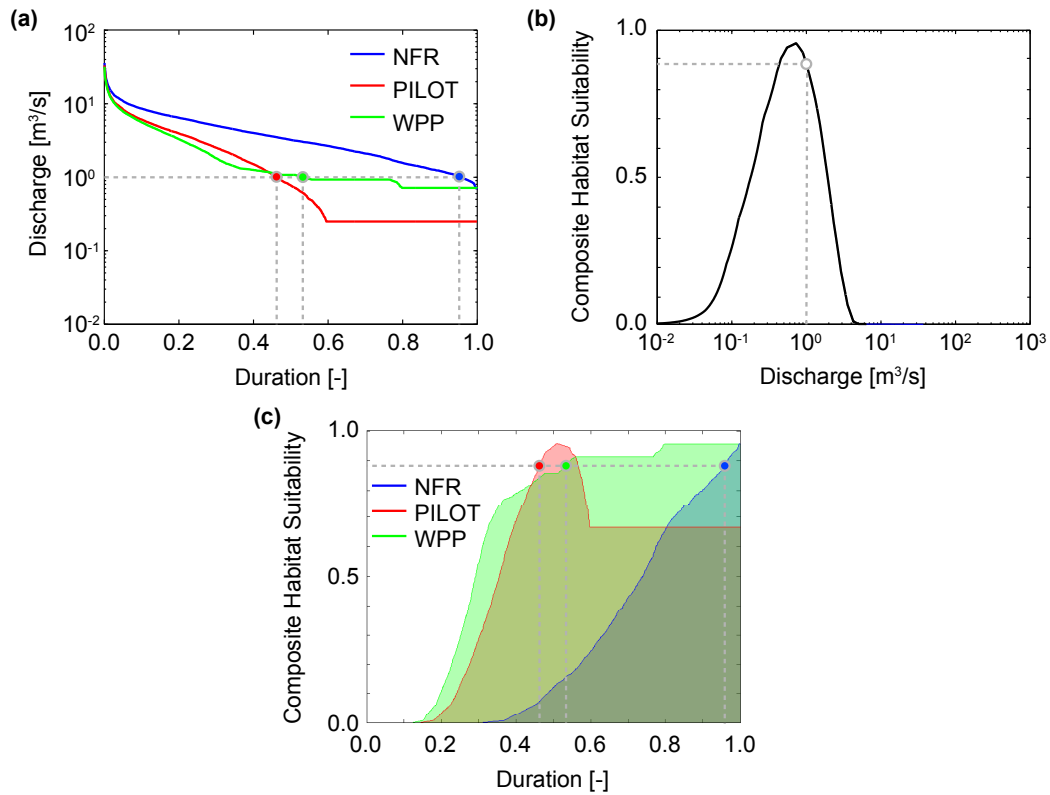 (a)
Discharge [m³/s]
10²
10¹
10⁰
10⁻¹
10⁻²
NFR
PILOT
WPP
0.0
0.2
0.4
0.6
0.8
1.0
Duration [-]
(b)
Composite Habitat Suitability
1.0
0.5
0.0
10⁻²
10⁻¹
10⁰
10¹
10²
10³
Discharge [m³/s]
(c)
Composite Habitat Suitability
1.0
0.5
0.0
NFR
PILOT
WPP
0.0
0.2
0.4
0.6
0.8
1.0
Duration [-]